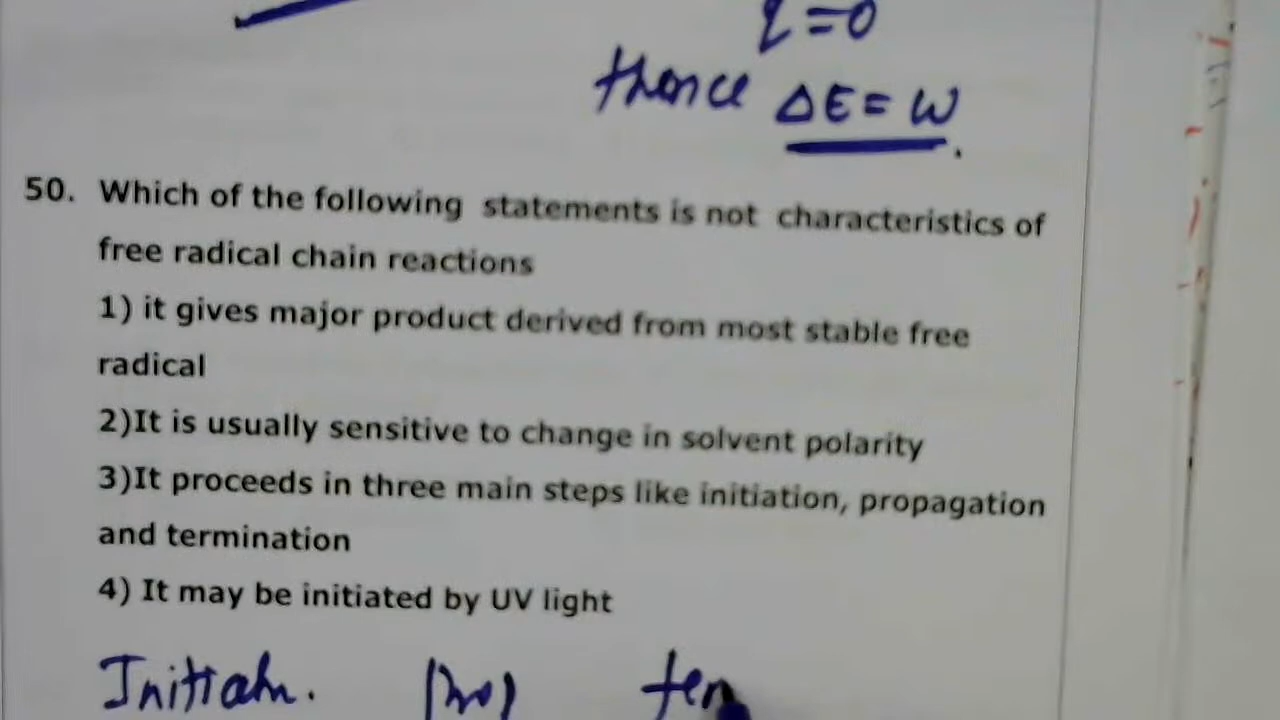 q=0
Hence ΔE = W.
50. Which of the following statements is not characteristics of
free radical chain reactions
1) it gives major product derived from most stable free
radical
2)It is usually sensitive to change in solvent polarity
3)It proceeds in three main steps like initiation, propagation
and termination
4) It may be initiated by UV light